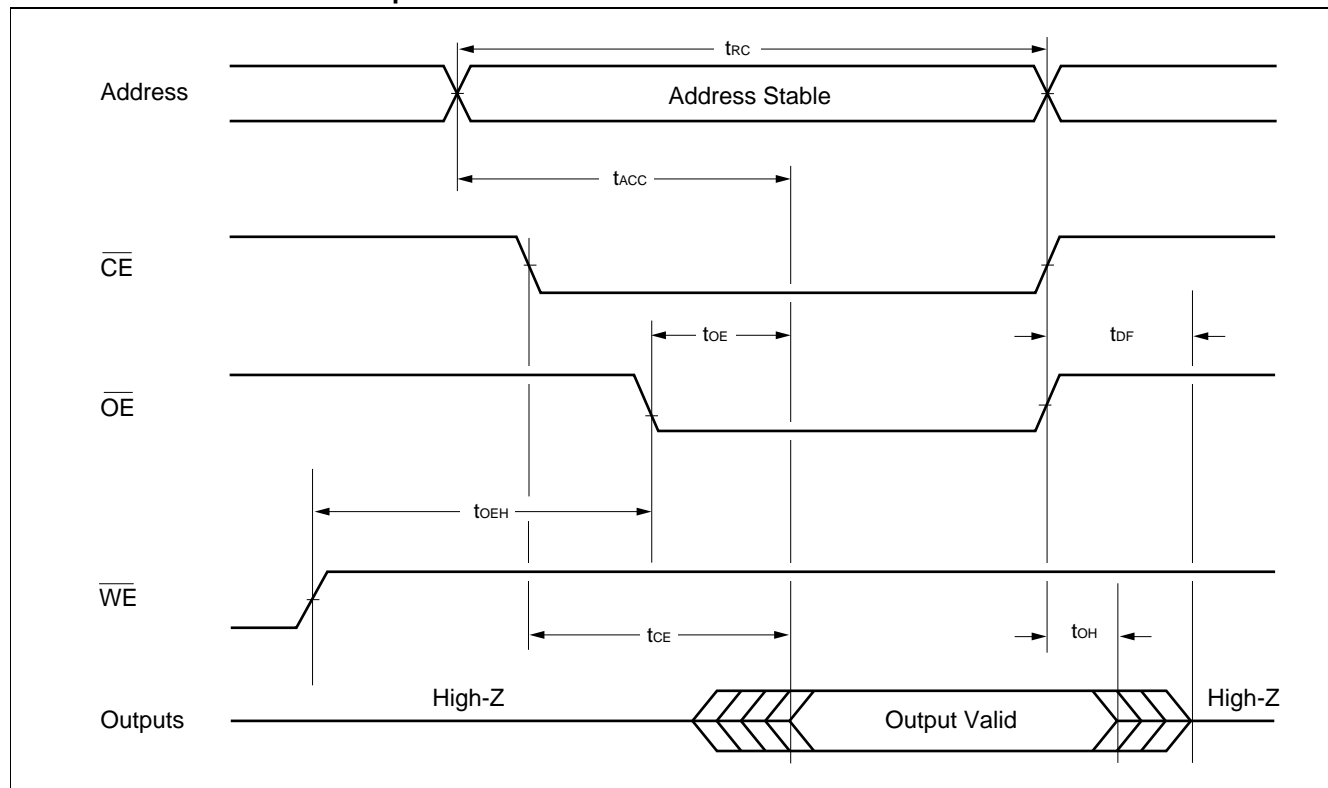 tRC
Address
Address Stable
tACC
CE
tOE
tDF
OE
tOEH
WE
tCE
tOH
High-Z
High-Z
Outputs
Output Valid